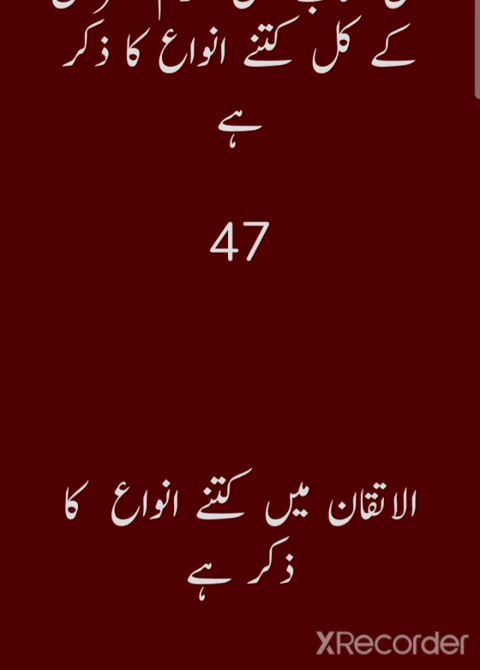 کے کل کتنے انواع کا ذکر
ہے
47
الاتقان میں کتنے انواع کا
ذکر ہے
XRecorder